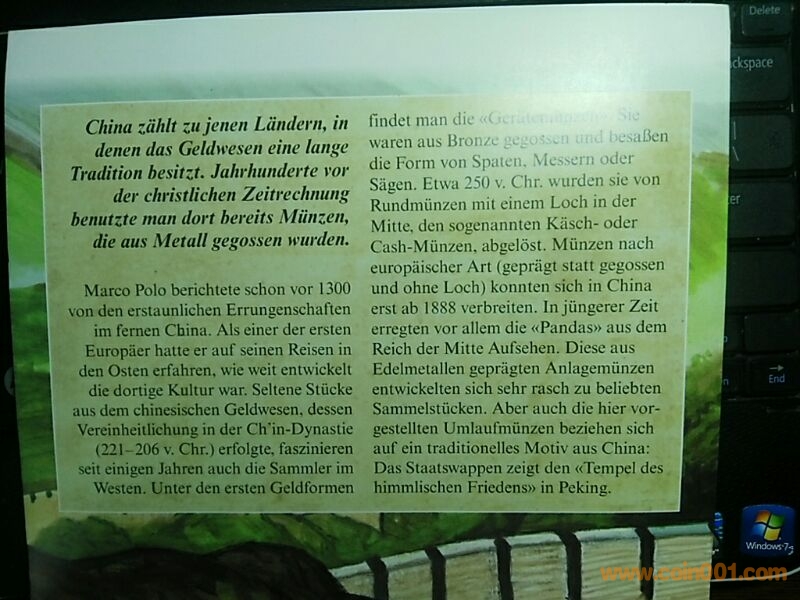 China zählt zu jenen Ländern, in
denen das Geldwesen eine lange
Tradition besitzt. Jahrhunderte vor
der christlichen Zeitrechnung
benutzte man dort bereits Münzen,
die aus Metall gegossen wurden.
Marco Polo berichtete schon vor 1300
von den erstaunlichen Errungenschaften
im fernen China. Als einer der ersten
Europäer hatte er auf seinen Reisen in
den Osten erfahren, wie weit entwickelt
die dortige Kultur war. Seltene Stücke
aus dem chinesischen Geldwesen, dessen
Vereinheitlichung in der Ch'in-Dynastie
(221–206 v. Chr.) erfolgte, faszinieren
seit einigen Jahren auch die Sammler im
Westen. Unter den ersten Geldformen
findet man die «Gerätemünzen». Sie
waren aus Bronze gegossen und besaßen
die Form von Spaten, Messern oder
Sägen. Etwa 250 v. Chr. wurden sie von
Rundmünzen mit einem Loch in der
Mitte, den sogenannten Käsch- oder
Cash-Münzen, abgelöst. Münzen nach
europäischer Art (geprägt statt gegossen
und ohne Loch) konnten sich in China
erst ab 1888 verbreiten. In jüngerer Zeit
erregten vor allem die «Pandas» aus dem
Reich der Mitte Aufsehen. Diese aus
Edelmetallen geprägten Anlagemünzen
entwickelten sich sehr rasch zu beliebten
Sammelstücken. Aber auch die hier vor-
gestellten Umlaufmünzen beziehen sich
auf ein traditionelles Motiv aus China:
Das Staatswappen zeigt den «Tempel des
himmlischen Friedens» in Peking.
Delete
ckspace
\
ter
End
Windows 7
www.coin001.com